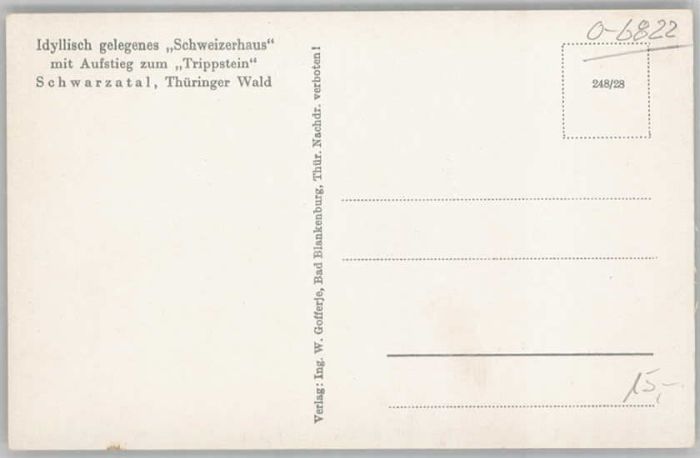 Idyllisch gelegenes „Schweizerhaus“
mit Aufstieg zum „Trippstein“
Schwarzatal, Thüringer Wald
Verlag: Ing. W. Gofferje, Bad Blankenburg, Thür. Nachdr. verboten!
0-6822
248/28
15,-